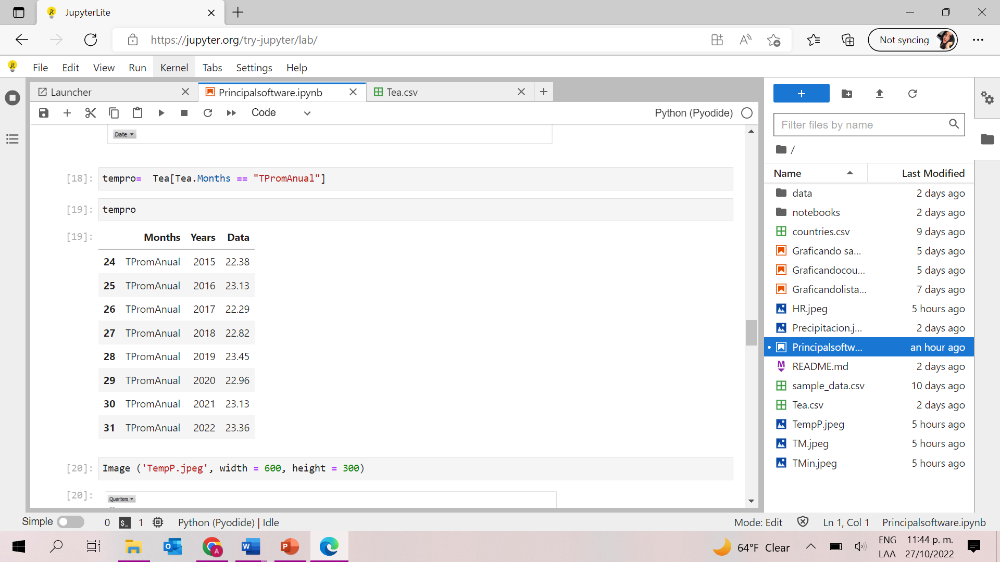 JupyterLite
https://jupyter.org/try-jupyter/lab/
Not syncing
File Edit View Run Kernel Tabs Settings Help
Launcher Principalsoftware.ipynb Tea.csv
Code Python (Pyodide)
Date
[18]: tempro=  Tea[Tea.Months == "TPromAnual"]
[19]: tempro
[19]: Months Years Data
24 TPromAnual 2015 22.38
25 TPromAnual 2016 23.13
26 TPromAnual 2017 22.29
27 TPromAnual 2018 22.82
28 TPromAnual 2019 23.45
29 TPromAnual 2020 22.96
30 TPromAnual 2021 23.13
31 TPromAnual 2022 23.36
[20]: Image ('TempP.jpeg', width = 600, height = 300)
[20]: Quarters
Filter files by name
/
Name Last Modified
data 2 days ago
notebooks 2 days ago
countries.csv 9 days ago
Graficando sa... 5 days ago
Graficandocou... 5 days ago
Graficandolista... 7 days ago
HR.jpeg 5 hours ago
Precipitacion.j... 2 days ago
Principalsoftw... an hour ago
README.md 2 days ago
sample_data.csv 10 days ago
Tea.csv 2 days ago
TempP.jpeg 5 hours ago
TM.jpeg 5 hours ago
TMin.jpeg 5 hours ago
Simple 0 $_ 1 Python (Pyodide) | Idle Mode: Edit Ln 1, Col 1 Principalsoftware.ipynb
64°F Clear ENG 11:44 p. m.
LAA 27/10/2022